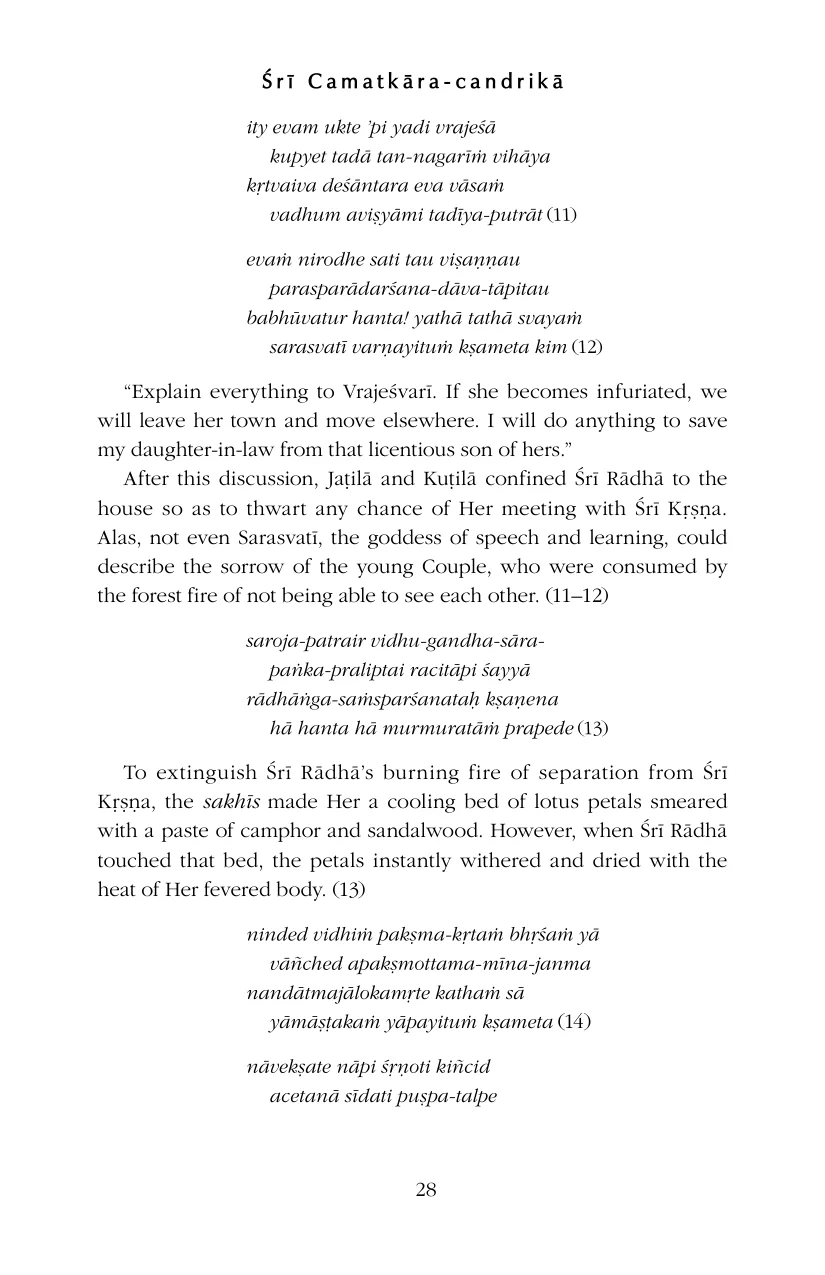 Śrī Camatkāra-candrikā
ity evam ukte ’pi yadi vrajeśā
kupyet tadā tan-nagarīṁ vihāya
kṛtvaiva deśāntara eva vāsaṁ
vadhum aviṣyāmi tadīya-putrāt (11)
evaṁ nirodhe sati tau viṣaṇṇau
parasparādarśana-dāva-tāpitau
babhūvatur hanta! yathā tathā svayaṁ
sarasvatī varṇayituṁ kṣameta kim (12)
“Explain everything to Vrajeśvarī. If she becomes infuriated, we
will leave her town and move elsewhere. I will do anything to save
my daughter-in-law from that licentious son of hers.”
After this discussion, Jaṭilā and Kuṭilā confined Śrī Rādhā to the
house so as to thwart any chance of Her meeting with Śrī Kṛṣṇa.
Alas, not even Sarasvatī, the goddess of speech and learning, could
describe the sorrow of the young Couple, who were consumed by
the forest fire of not being able to see each other. (11–12)
saroja-patrair vidhu-gandha-sāra-
paṅka-praliptai racitāpi śayyā
rādhāṅga-saṁsparśanataḥ kṣaṇena
hā hanta hā murmuratāṁ prapede (13)
To extinguish Śrī Rādhā’s burning fire of separation from Śrī
Kṛṣṇa, the sakhīs made Her a cooling bed of lotus petals smeared
with a paste of camphor and sandalwood. However, when Śrī Rādhā
touched that bed, the petals instantly withered and dried with the
heat of Her fevered body. (13)
ninded vidhiṁ pakṣma-kṛtaṁ bhṛśaṁ yā
vāñched apakṣmottama-mīna-janma
nandātmajālokamṛte kathaṁ sā
yāmāṣṭakaṁ yāpayituṁ kṣameta (14)
nāvekṣate nāpi śṛṇoti kiñcid
acetanā sīdati puṣpa-talpe
28